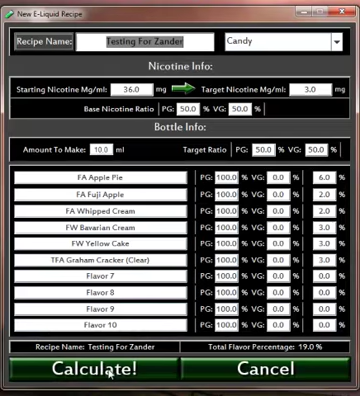 New E-Liquid Recipe
Recipe Name: Testing For Zander Candy
Nicotine Info:
Starting Nicotine Mg/ml: 36.0 mg Target Nicotine Mg/ml: 3.0 mg
Base Nicotine Ratio PG: 50.0 % VG: 50.0 %
Bottle Info:
Amount To Make: 10.0 ml Target Ratio PG: 50.0 % VG: 50.0 %
FA Apple Pie PG: 100.0 % VG: 0.0 % 6.0 %
FA Fuji Apple PG: 100.0 % VG: 0.0 % 2.0 %
FA Whipped Cream PG: 100.0 % VG: 0.0 % 2.0 %
FW Bavarian Cream PG: 100.0 % VG: 0.0 % 3.0 %
FW Yellow Cake PG: 100.0 % VG: 0.0 % 3.0 %
TFA Graham Cracker (Clear) PG: 100.0 % VG: 0.0 % 3.0 %
Flavor 7 PG: 100.0 % VG: 0.0 % 0.0 %
Flavor 8 PG: 100.0 % VG: 0.0 % 0.0 %
Flavor 9 PG: 100.0 % VG: 0.0 % 0.0 %
Flavor 10 PG: 100.0 % VG: 0.0 % 0.0 %
Recipe Name: Testing For Zander Total Flavor Percentage: 19.0 %
Calculate! Cancel